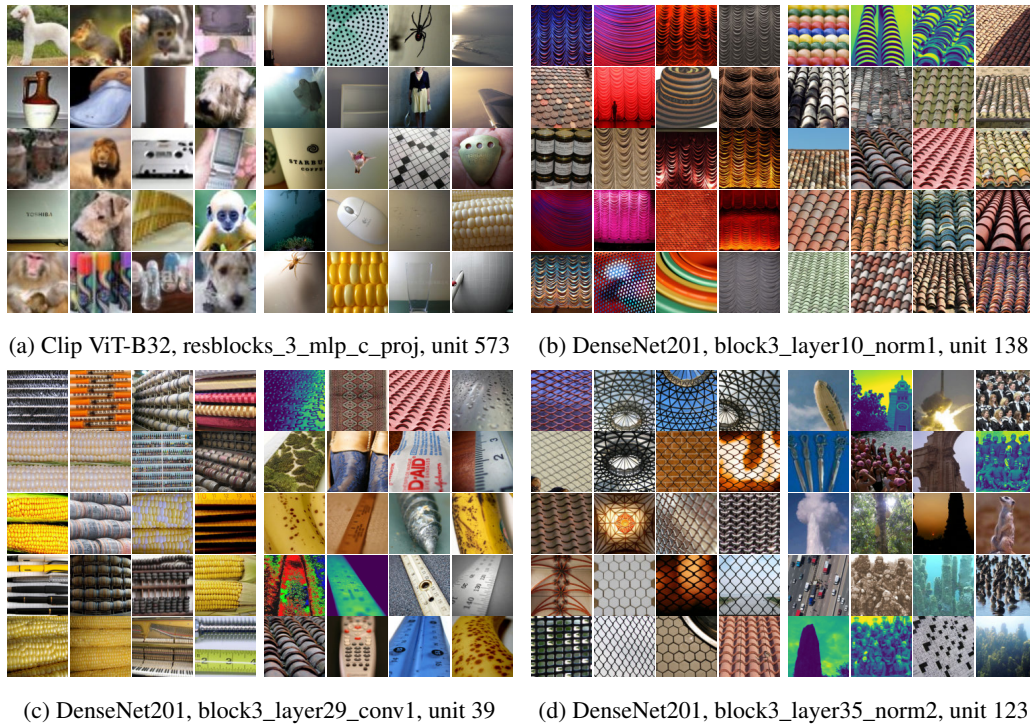 STARBUCKS
COFFEE
TOSHIBA
(a) Clip ViT-B32, resblocks_3_mlp_c_proj, unit 573
(b) DenseNet201, block3_layer10_norm1, unit 138
(c) DenseNet201, block3_layer29_conv1, unit 39
(d) DenseNet201, block3_layer35_norm2, unit 123